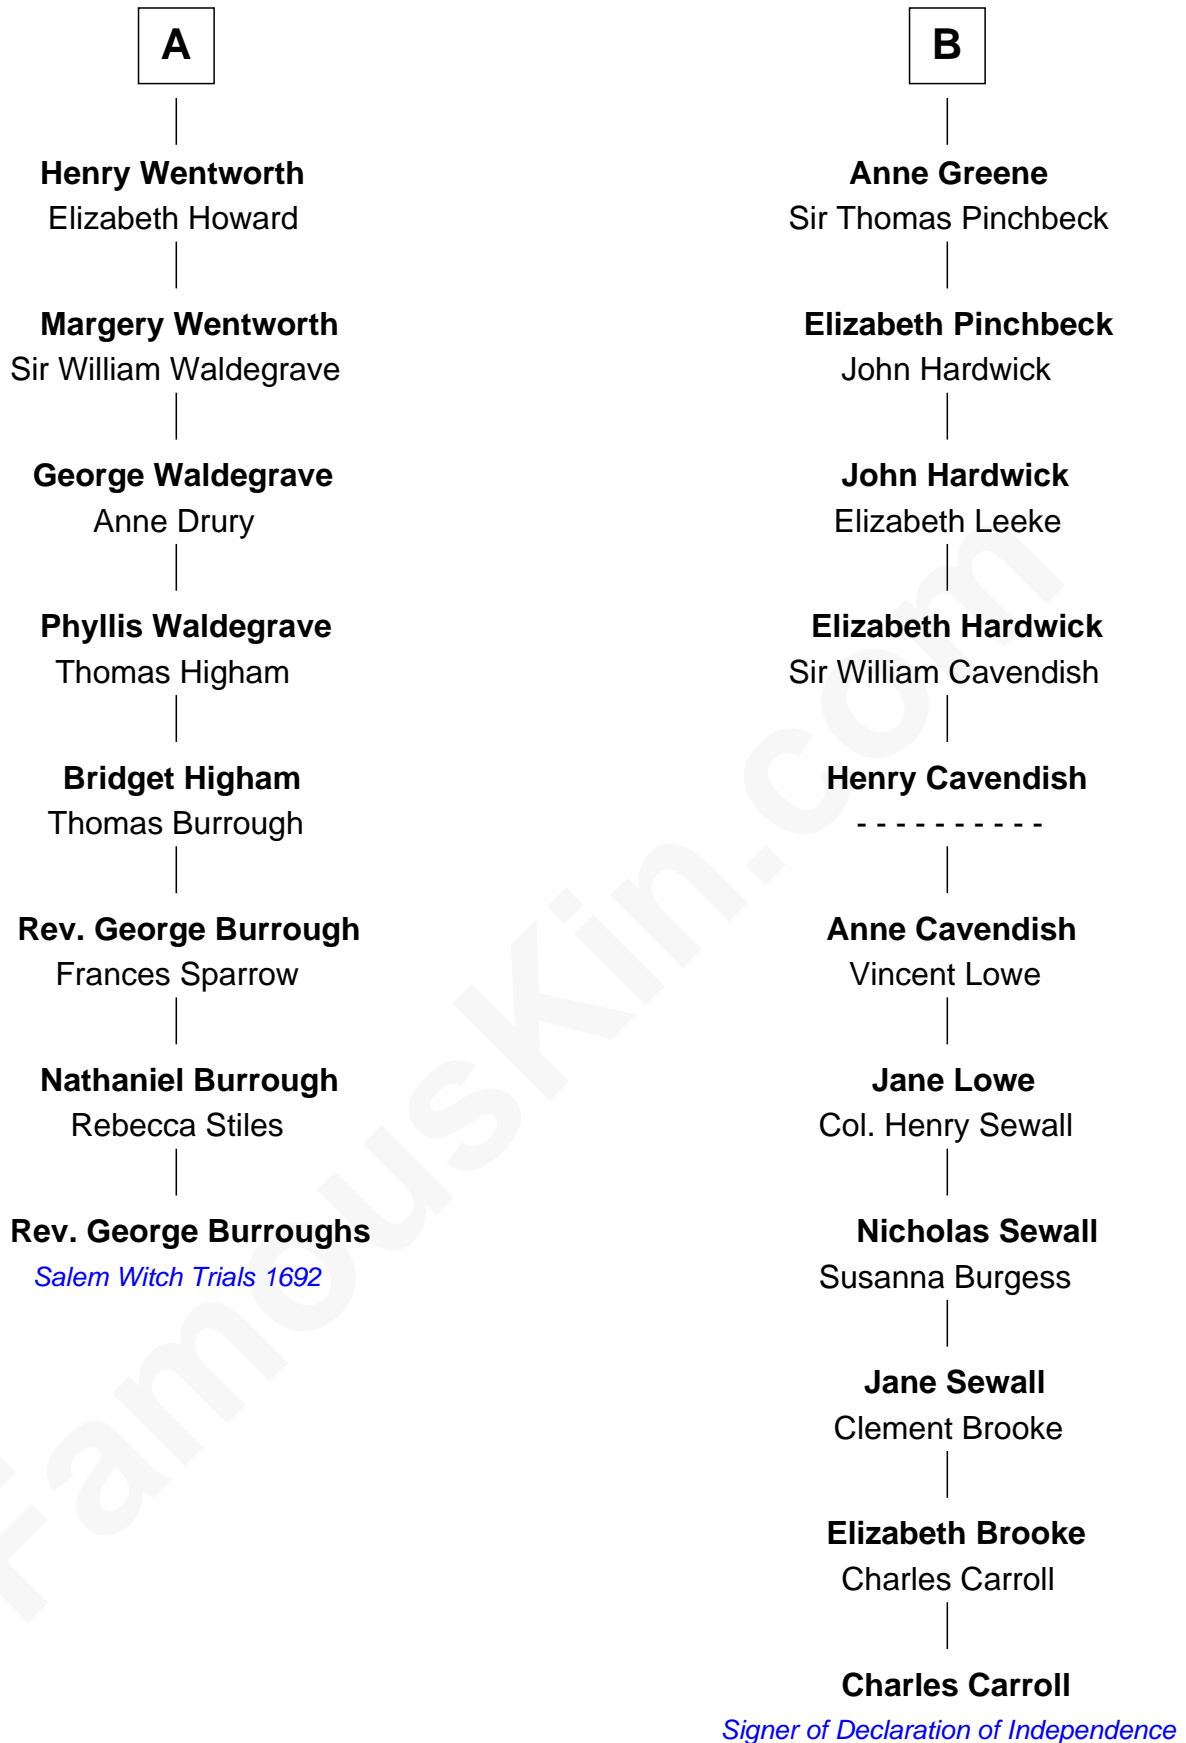 A
Henry Wentworth
Elizabeth Howard
Margery Wentworth
Sir William Waldegrave
George Waldegrave
Anne Drury
Phyllis Waldegrave
Thomas Higham
Bridget Higham
Thomas Burrough
Rev. George Burrough
Frances Sparrow
Nathaniel Burrough
Rebecca Stiles
Rev. George Burroughs
Salem Witch Trials 1692
B
Anne Greene
Sir Thomas Pinchbeck
Elizabeth Pinchbeck
John Hardwick
John Hardwick
Elizabeth Leeke
Elizabeth Hardwick
Sir William Cavendish
Henry Cavendish
- - - - - - - - - -
Anne Cavendish
Vincent Lowe
Jane Lowe
Col. Henry Sewall
Nicholas Sewall
Susanna Burgess
Jane Sewall
Clement Brooke
Elizabeth Brooke
Charles Carroll
Charles Carroll
Signer of Declaration of Independence
FamousKin.com